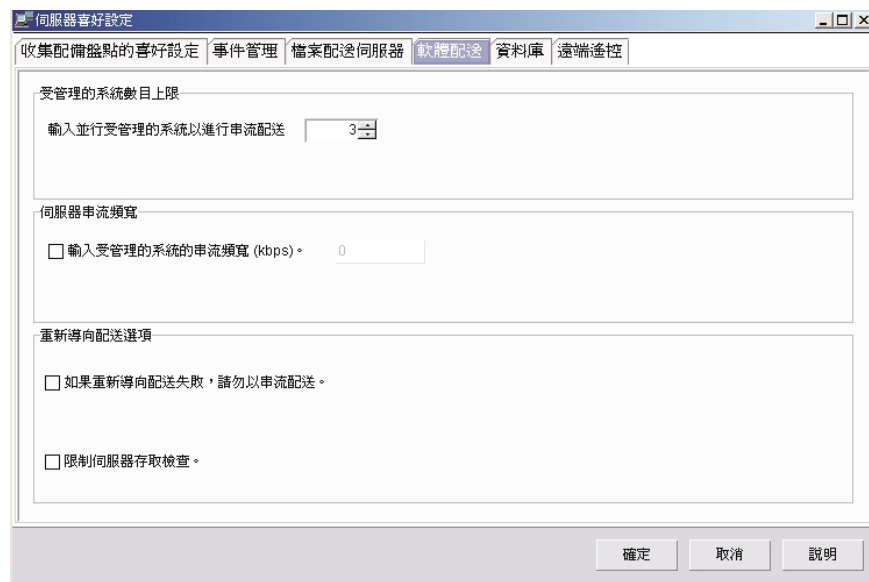 伺服器喜好設定
收集配備盤點的喜好設定 事件管理 檔案配送伺服器 軟體配送 資料庫 遠端遙控
受管理的系統數目上限
輸入並行受管理的系統以進行串流配送 3
伺服器串流頻寬
輸入受管理的系統的串流頻寬 (kbps)。 0
重新導向配送選項
如果重新導向配送失敗，請勿以串流配送。
限制伺服器存取檢查。
確定 取消 說明